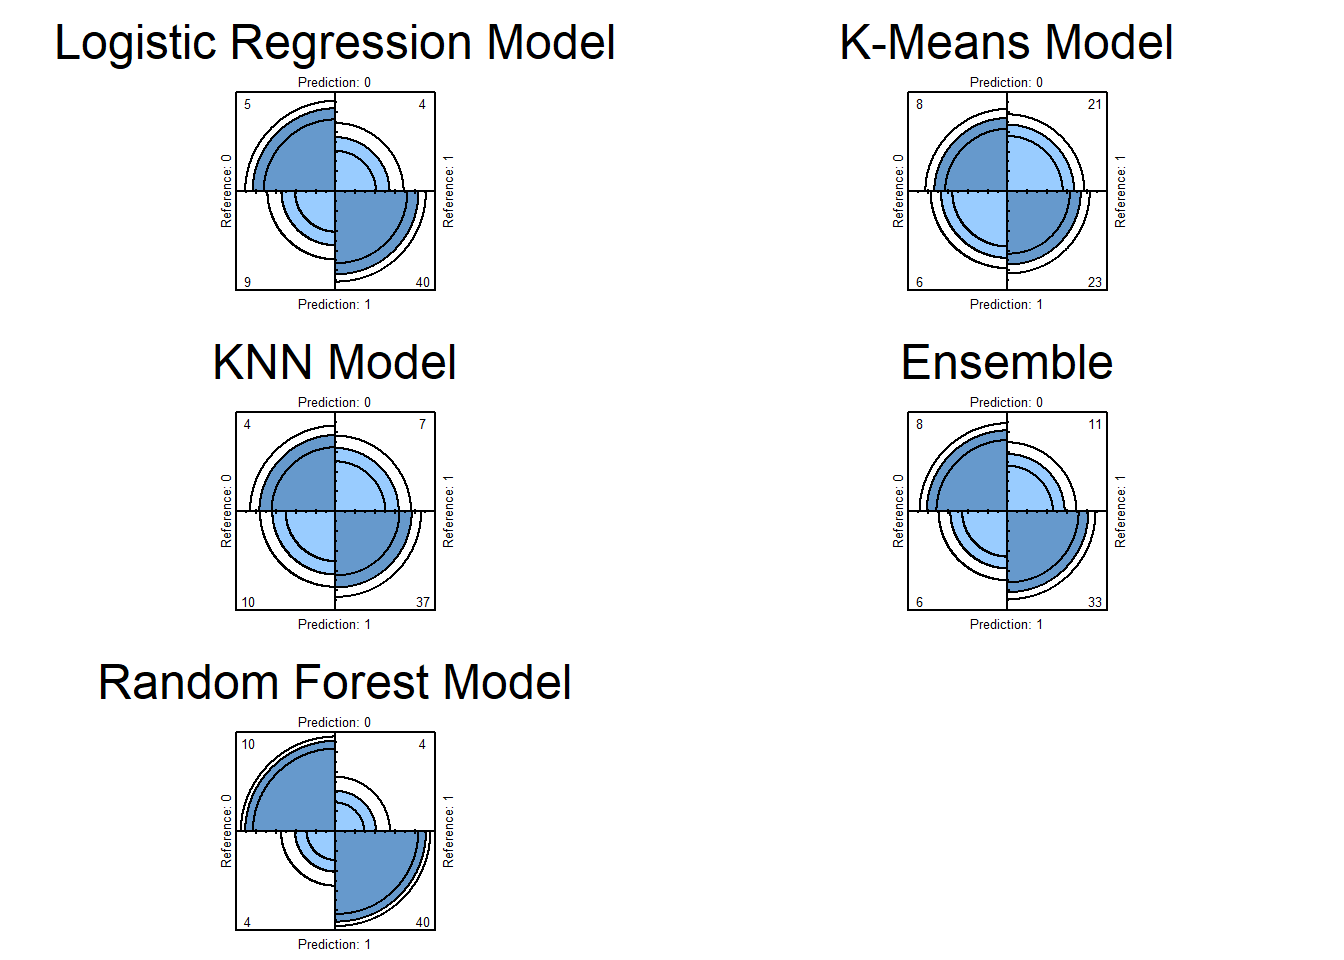 Logistic Regression Model
Prediction: 0
5
4
Reference: 0
Reference: 1
9
40
Prediction: 1
K-Means Model
Prediction: 0
8
21
Reference: 0
Reference: 1
6
23
Prediction: 1
KNN Model
Prediction: 0
4
7
Reference: 0
Reference: 1
10
37
Prediction: 1
Ensemble
Prediction: 0
8
11
Reference: 0
Reference: 1
6
33
Prediction: 1
Random Forest Model
Prediction: 0
10
4
Reference: 0
Reference: 1
4
40
Prediction: 1